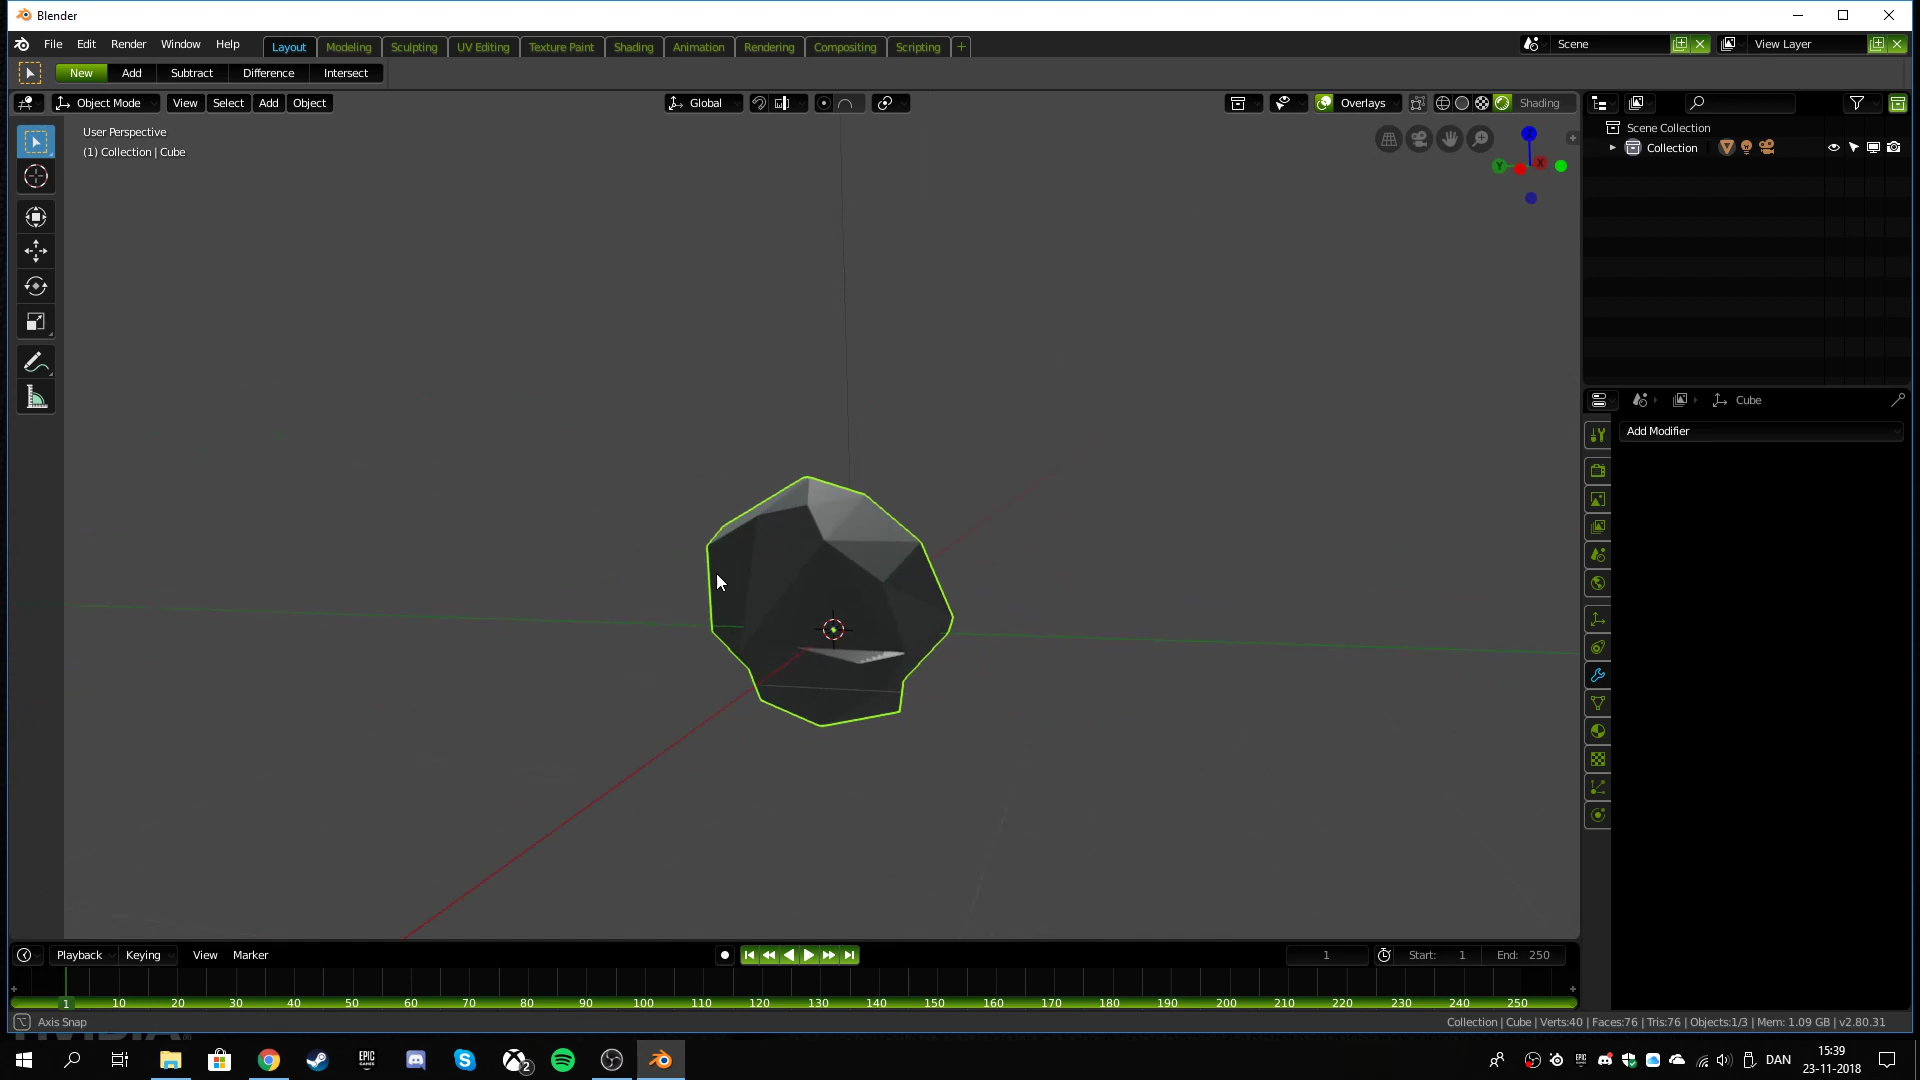 Blender
File Edit Render Window Help Layout Modeling Sculpting UV Editing Texture Paint Shading Animation Rendering Compositing Scripting + Scene View Layer
New Add Subtract Difference Intersect
Object Mode View Select Add Object Global Overlays Shading
User Perspective
(1) Collection | Cube
Scene Collection
Collection
Z
Y
X
Cube
Add Modifier
Playback Keying View Marker 1 Start: 1 End: 250
1 10 20 30 40 50 60 70 80 90 100 110 120 130 140 150 160 170 180 190 200 210 220 230 240 250
Axis Snap Collection | Cube | Verts:40 | Faces:76 | Tris:76 | Objects:1/3 | Mem: 1.09 GB | v2.80.31
EPIC GAMES 2 DAN 15:39
23-11-2018